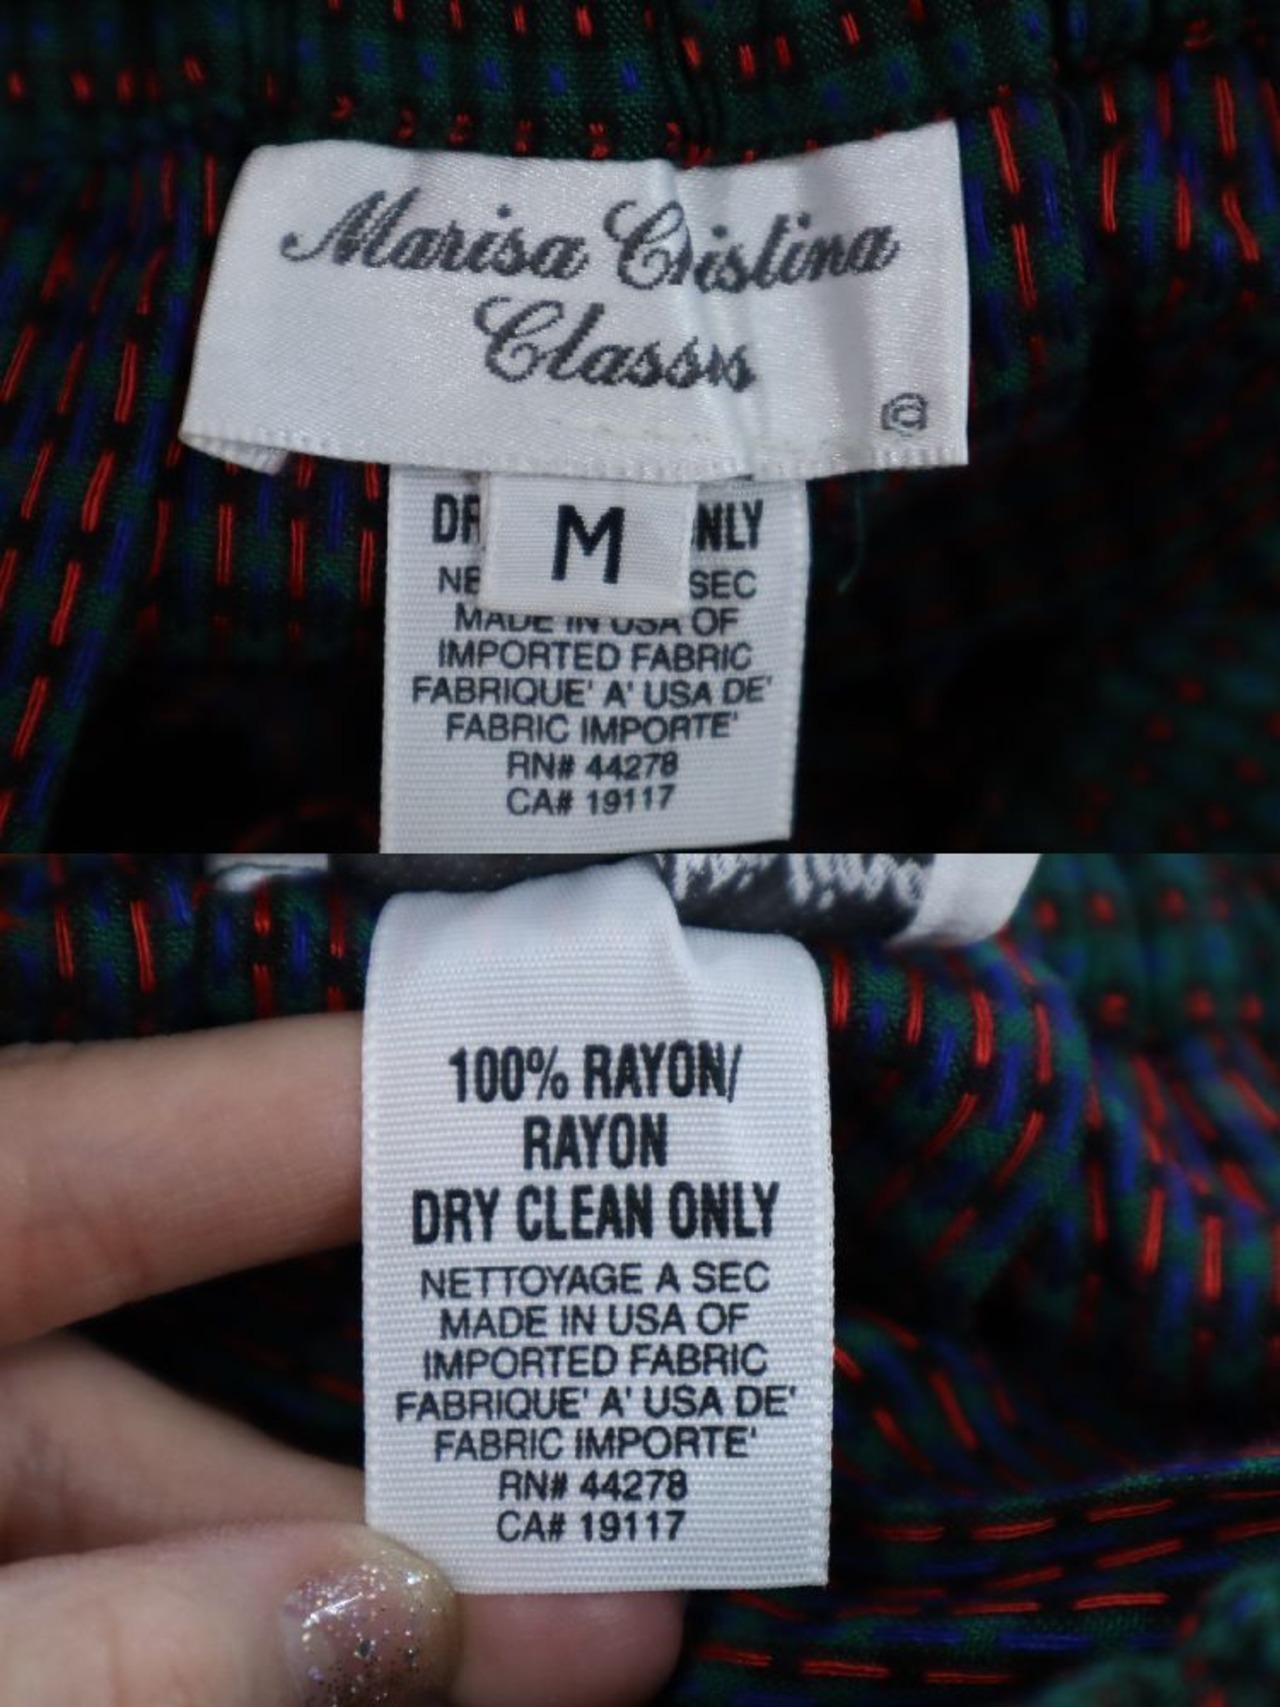 Marisa Cristina
Classics
®
M
NLY
SEC
MADE IN USA OF
IMPORTED FABRIC
FABRIQUE' A' USA DE'
FABRIC IMPORTE'
RN# 44278
CA# 19117
100% RAYON/
RAYON
DRY CLEAN ONLY
NETTOYAGE A SEC
MADE IN USA OF
IMPORTED FABRIC
FABRIQUE' A' USA DE'
FABRIC IMPORTE'
RN# 44278
CA# 19117